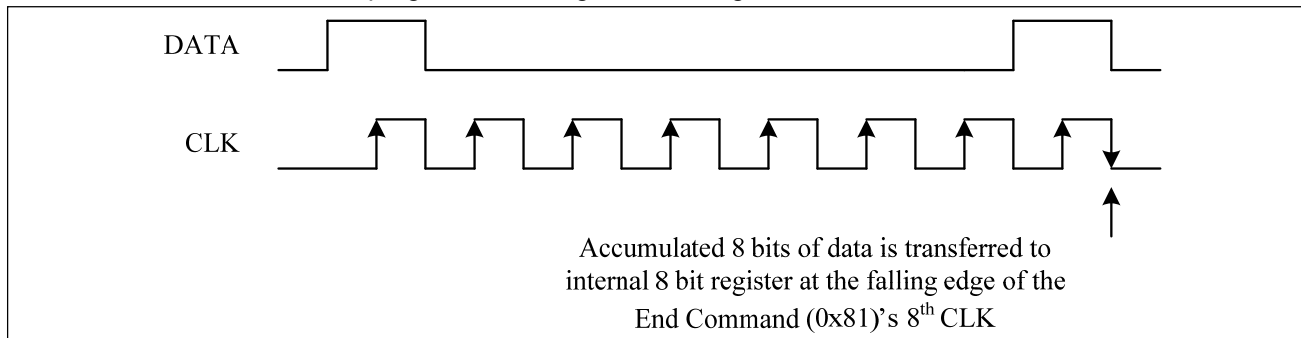 DATA
CLK
Accumulated 8 bits of data is transferred to
internal 8 bit register at the falling edge of the
End Command (0x81)'s 8th CLK